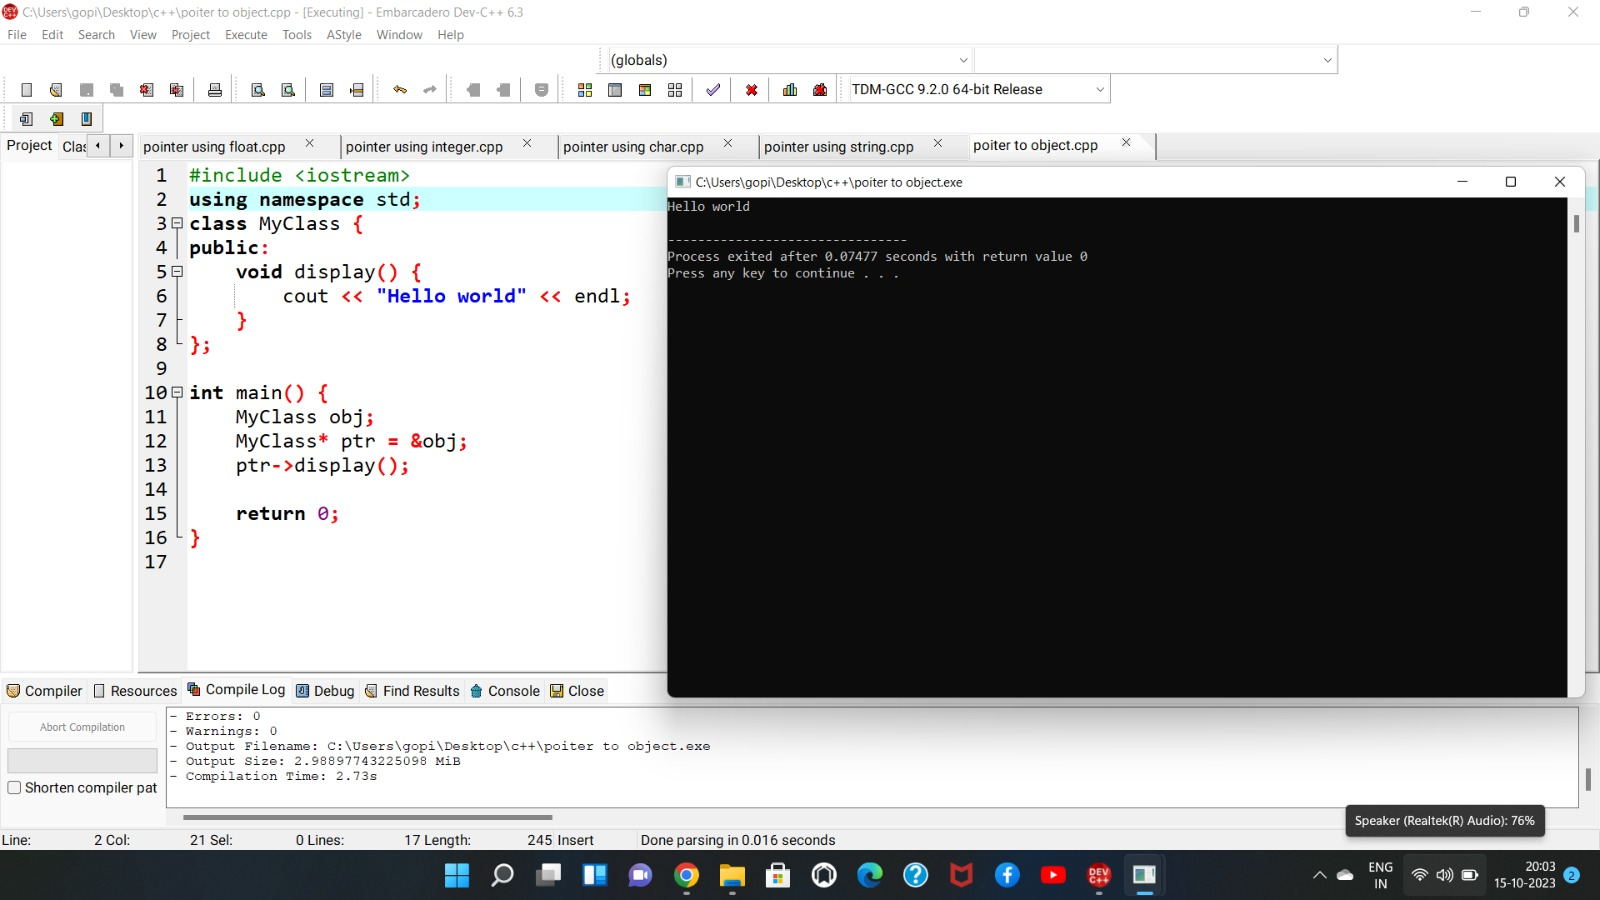 C:\Users\gopi\Desktop\c++\poiter to object.cpp - [Executing] - Embarcadero Dev-C++ 6.3
File Edit Search View Project Execute Tools AStyle Window Help
(globals)
TDM-GCC 9.2.0 64-bit Release
Project Clas
pointer using float.cpp pointer using integer.cpp pointer using char.cpp pointer using string.cpp poiter to object.cpp
1 #include <iostream>
2 using namespace std;
3 class MyClass {
4 public:
5 void display() {
6 cout << "Hello world" << endl;
7 }
8 };
9
10 int main() {
11 MyClass obj;
12 MyClass* ptr = &obj;
13 ptr->display();
14
15 return 0;
16 }
17
C:\Users\gopi\Desktop\c++\poiter to object.exe
Hello world
--------------------------------
Process exited after 0.07477 seconds with return value 0
Press any key to continue . . .
Compiler Resources Compile Log Debug Find Results Console Close
Abort Compilation
Shorten compiler pat
- Errors: 0
- Warnings: 0
- Output Filename: C:\Users\gopi\Desktop\c++\poiter to object.exe
- Output Size: 2.98897743225098 MiB
- Compilation Time: 2.73s
Speaker (Realtek(R) Audio): 76%
Line: 2 Col: 21 Sel: 0 Lines: 17 Length: 245 Insert Done parsing in 0.016 seconds
DEV C++
ENG
IN
20:03
15-10-2023
2